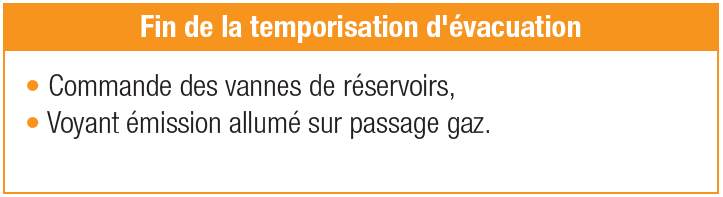 Fin de la temporisation d'évacuation
• Commande des vannes de réservoirs,
• Voyant émission allumé sur passage gaz.